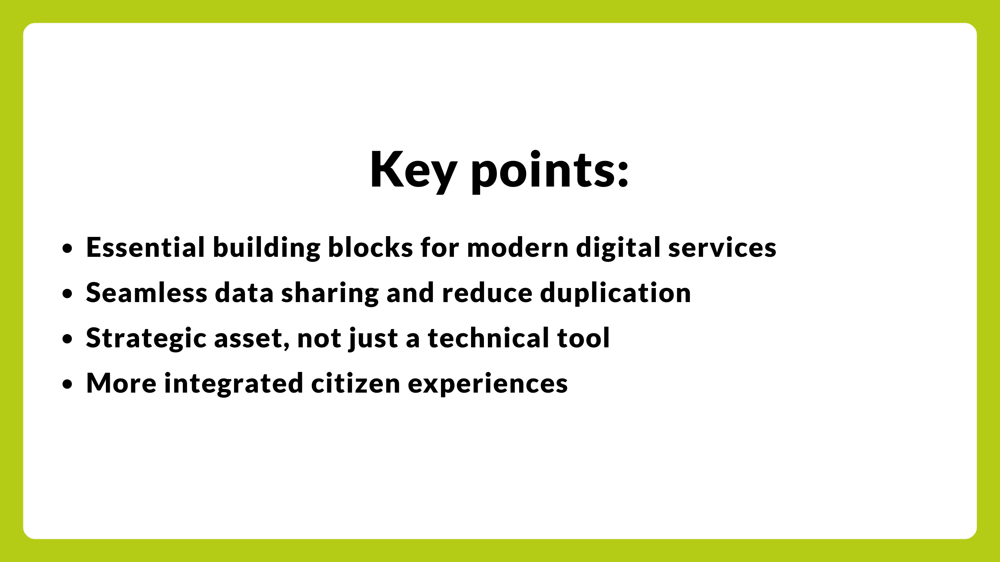 Key points:
• Essential building blocks for modern digital services
• Seamless data sharing and reduce duplication
• Strategic asset, not just a technical tool
• More integrated citizen experiences